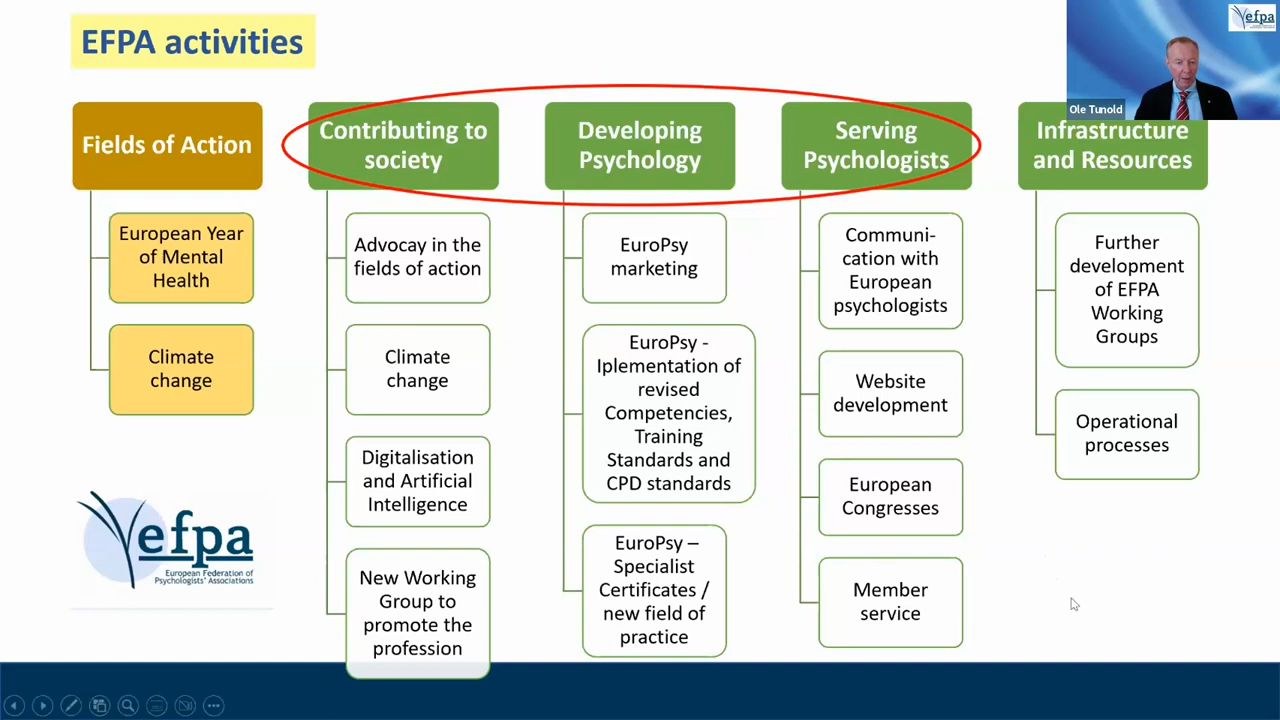 EFPA activities
efpa
Ole Tunold
Fields of Action
European Year
of Mental
Health
Climate
change
Contributing to
society
Advocay in the
fields of action
Climate
change
Digitalisation
and Artificial
Intelligence
New Working
Group to
promote the
profession
Developing
Psychology
EuroPsy
marketing
EuroPsy -
Iplementation of
revised
Competencies,
Training
Standards and
CPD standards
EuroPsy –
Specialist
Certificates /
new field of
practice
Serving
Psychologists
Communi-
cation with
European
psychologists
Website
development
European
Congresses
Member
service
Infrastructure
and Resources
Further
development
of EFPA
Working
Groups
Operational
processes
efpa
European Federation of
Psychologists' Associations